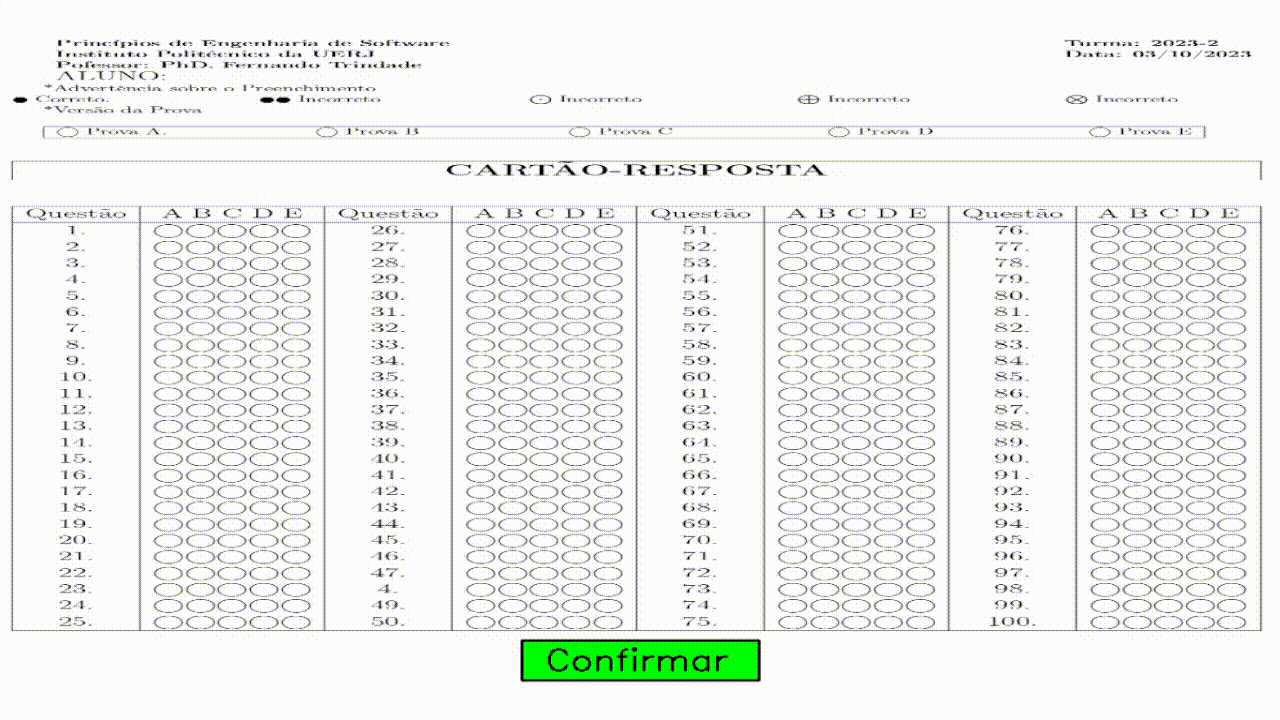 Princípios de Engenharia de Software Turma: 2023-2
Instituto Politécnico da UERJ Data: 03/10/2023
Pofessor: PhD. Fernando Trindade
ALUNO:
*Advertência sobre o Preenchimento
Correto. Incorreto Incorreto Incorreto Incorreto
*Versão da Prova
Prova A. Prova B Prova C Prova D Prova E
CARTÃO-RESPOSTA
Questão A B C D E Questão A B C D E Questão A B C D E Questão A B C D E
1. 26. 51. 76.
2. 27. 52. 77.
3. 28. 53. 78.
4. 29. 54. 79.
5. 30. 55. 80.
6. 31. 56. 81.
7. 32. 57. 82.
8. 33. 58. 83.
9. 34. 59. 84.
10. 35. 60. 85.
11. 36. 61. 86.
12. 37. 62. 87.
13. 38. 63. 88.
14. 39. 64. 89.
15. 40. 65. 90.
16. 41. 66. 91.
17. 42. 67. 92.
18. 43. 68. 93.
19. 44. 69. 94.
20. 45. 70. 95.
21. 46. 71. 96.
22. 47. 72. 97.
23. 4. 73. 98.
24. 49. 74. 99.
25. 50. 75. 100.
Confirmar